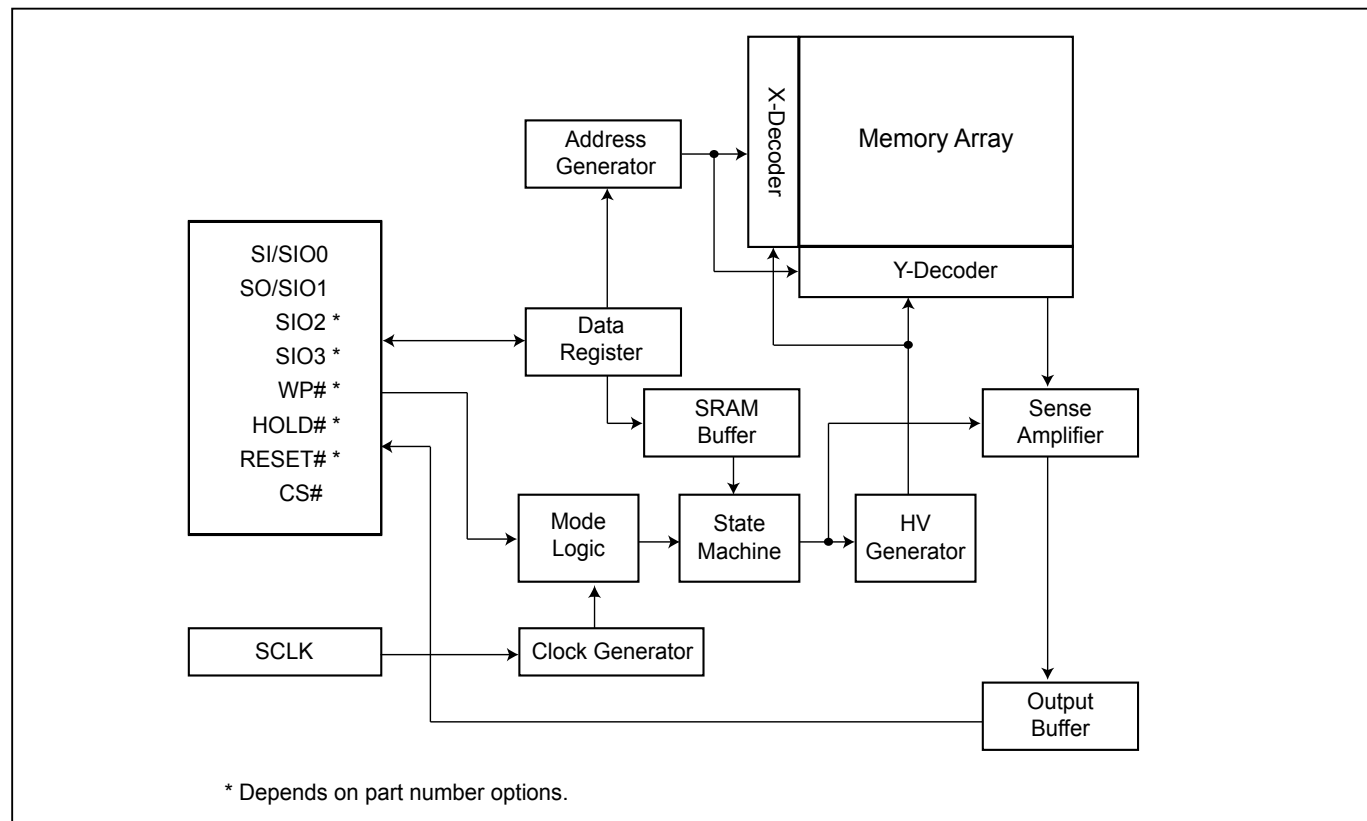 X-Decoder
Memory Array
Address
Generator
Y-Decoder
SI/SIO0
SO/SIO1
SIO2 *
SIO3 *
WP# *
HOLD# *
RESET# *
CS#
Data
Register
SRAM
Buffer
Sense
Amplifier
Mode
Logic
State
Machine
HV
Generator
SCLK
Clock Generator
Output
Buffer
* Depends on part number options.